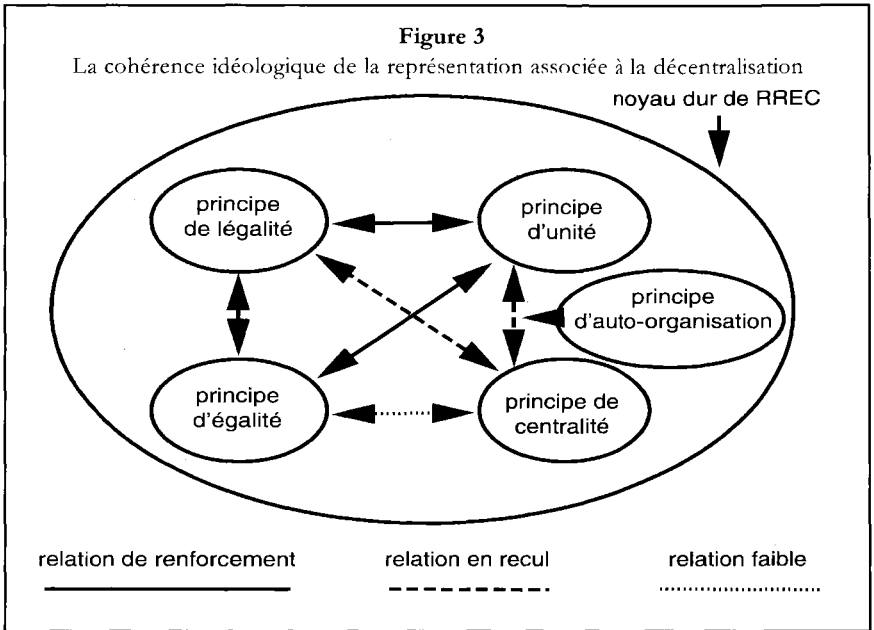 Figure 3
La cohérence idéologique de la représentation associée à la décentralisation
noyau dur de RREC
principe
de légalité
principe
d'unité
principe
d'auto-organisation
principe
d'égalité
principe de
centralité
relation de renforcement
relation en recul
relation faible